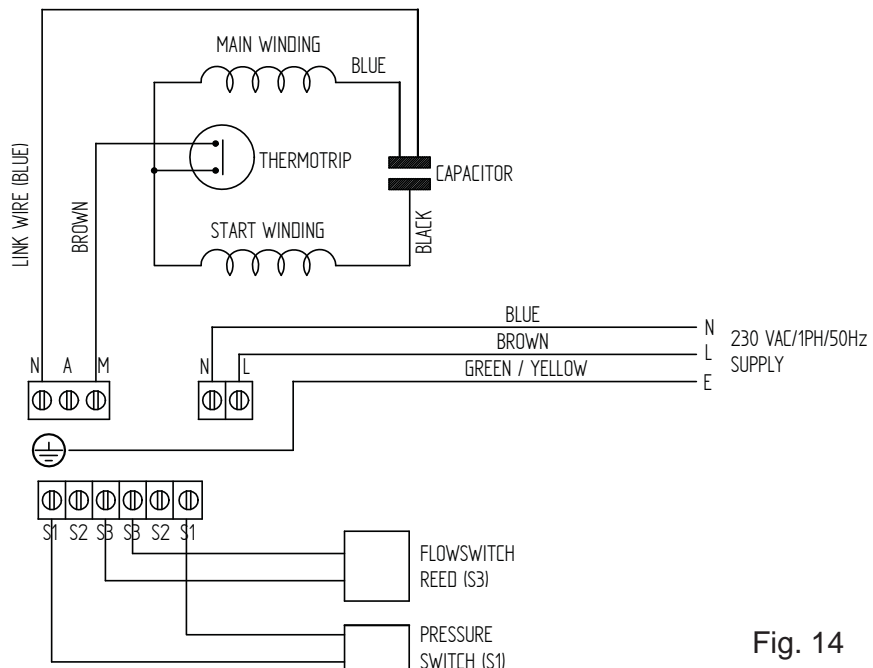 MAIN WINDING
BLUE
THERMOTRIP
CAPACITOR
START WINDING
BLACK
LINK WIRE (BLUE)
BROWN
N A M
N L
BLUE
BROWN
GREEN / YELLOW
N
L
E
230 VAC/1PH/50Hz
SUPPLY
S1 S2 S3 S3 S2 S1
FLOWSWITCH
REED (S3)
PRESSURE
SWITCH (S1)
Fig. 14